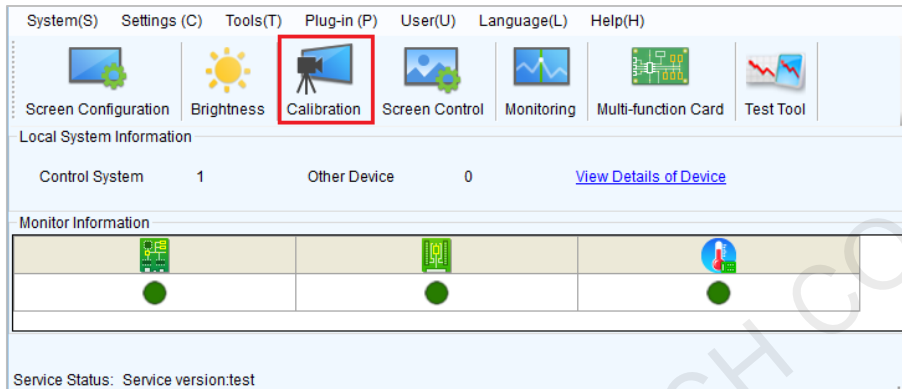 System(S) Settings (C) Tools(T) Plug-in (P) User(U) Language(L) Help(H)
Screen Configuration Brightness Calibration Screen Control Monitoring Multi-function Card Test Tool
Local System Information
Control System 1 Other Device 0 View Details of Device
Monitor Information
Service Status: Service version:test